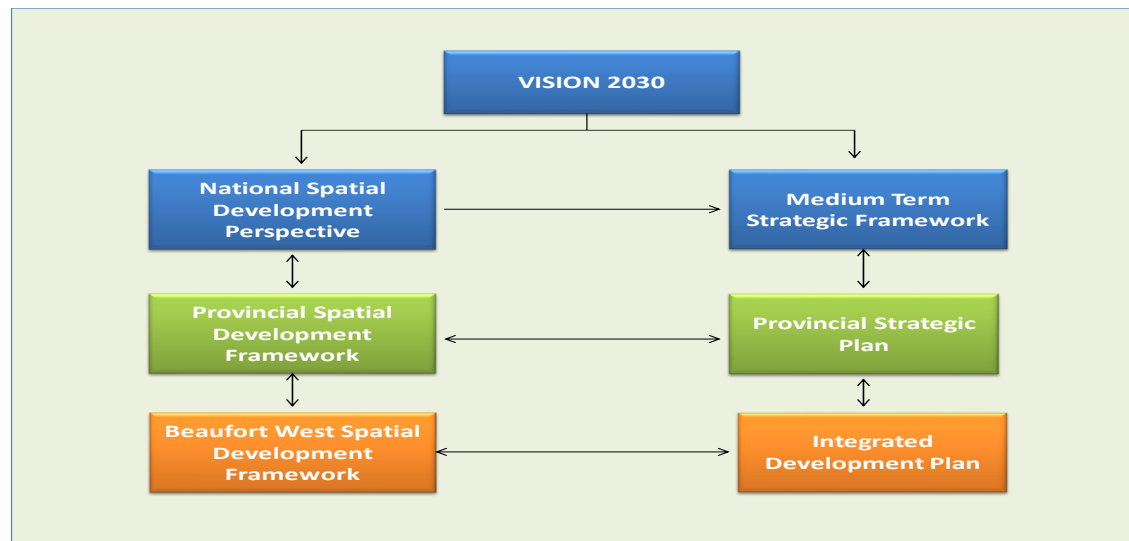 VISION 2030
National Spatial
Development
Perspective
Medium Term
Strategic Framework
Provincial Spatial
Development
Framework
Provincial Strategic
Plan
Beaufort West Spatial
Development
Framework
Integrated
Development Plan